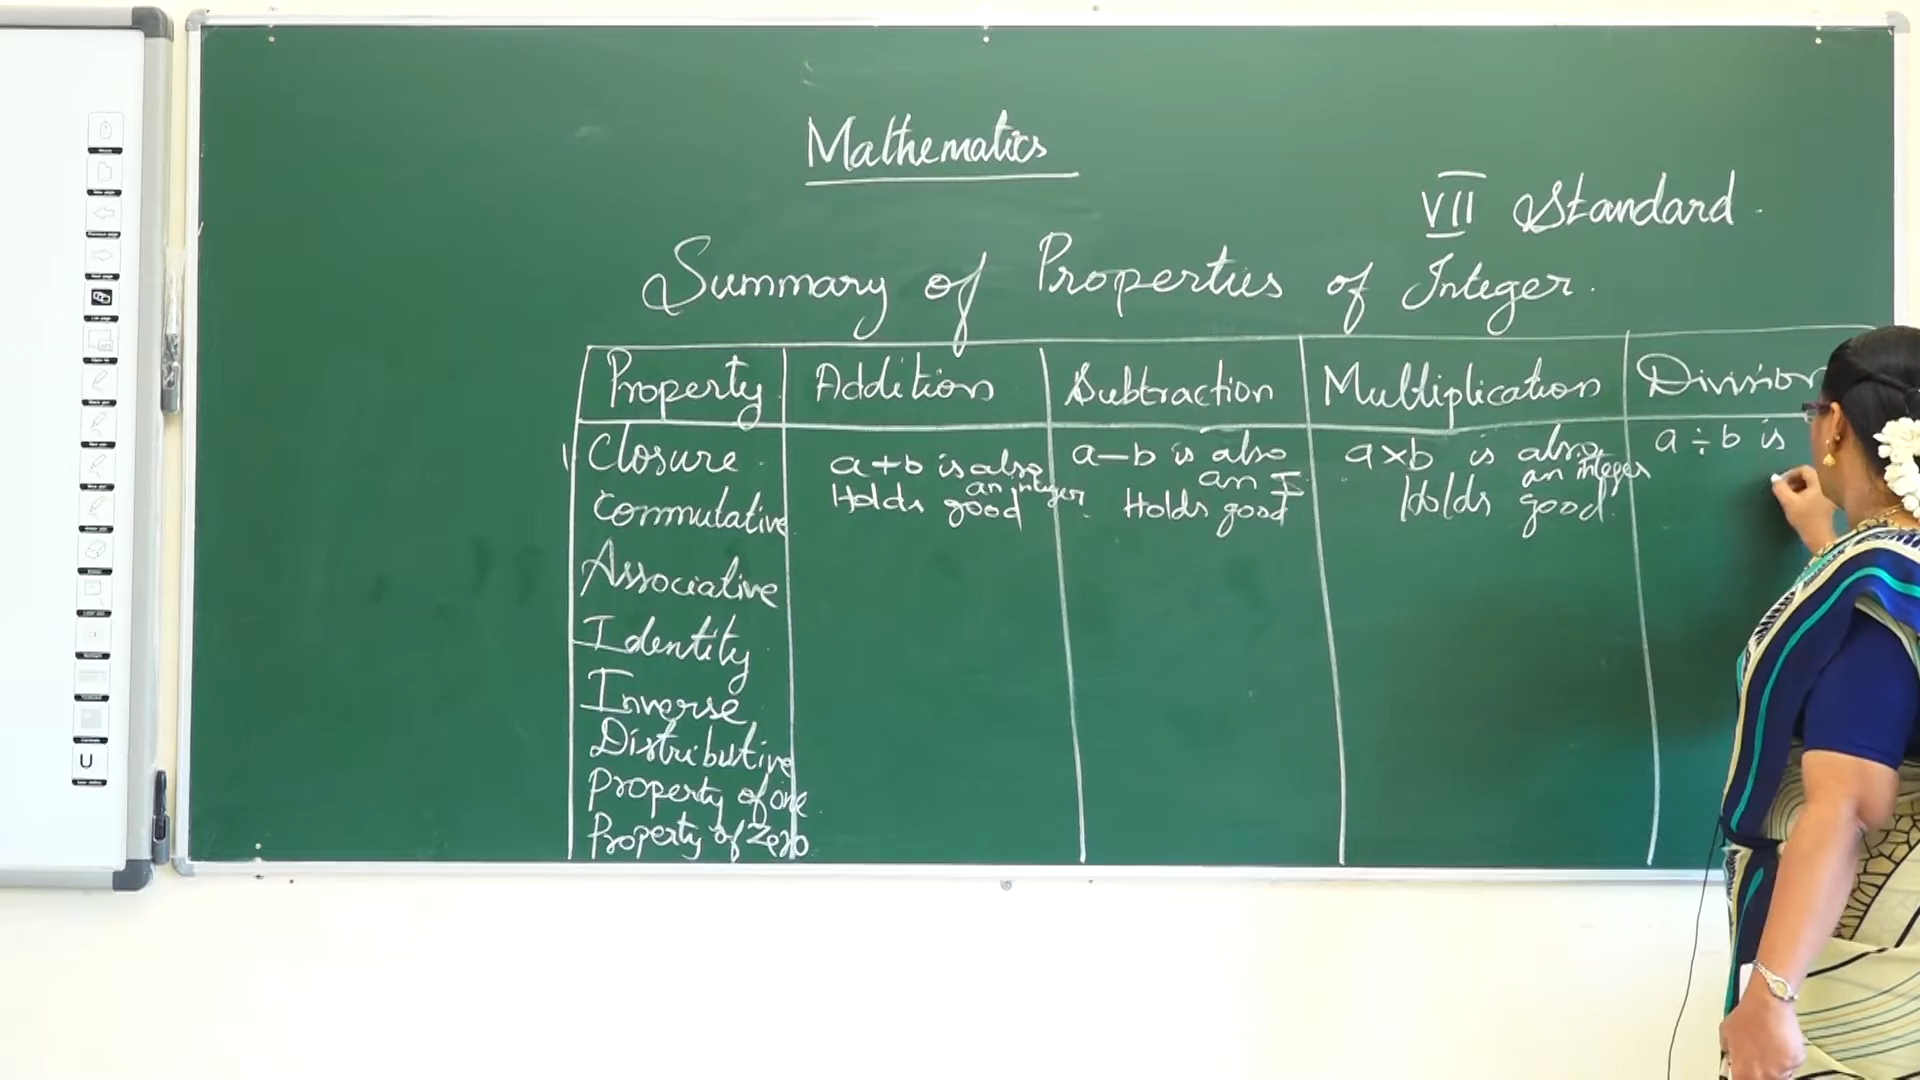 Mathematics
VII Standard.
Summary of Properties of Integer.
Property Addition Subtraction Multiplication Division
Closure. a+b is also an integer a-b is also an I a×b is also an integer a÷b is
Holds good Holds good Holds good.
Commutative
Associative
Identity
Inverse
Distributive
Property of one
Property of Zero
U